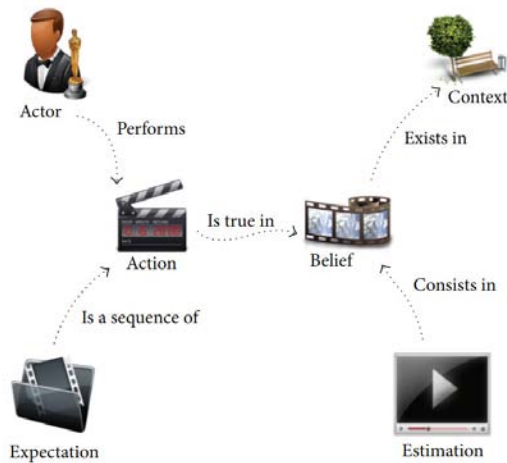 Actor
Context
Performs
Exists in
Is true in
Action
Belief
Consists in
Is a sequence of
Expectation
Estimation